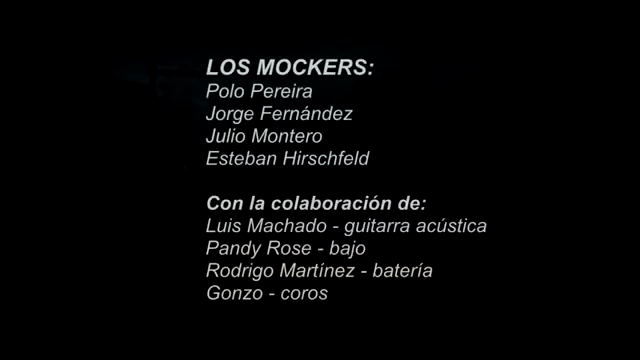 LOS MOCKERS:
Polo Pereira
Jorge Fernández
Julio Montero
Esteban Hirschfeld
Con la colaboración de:
Luis Machado - guitarra acústica
Pandy Rose - bajo
Rodrigo Martínez - batería
Gonzo - coros